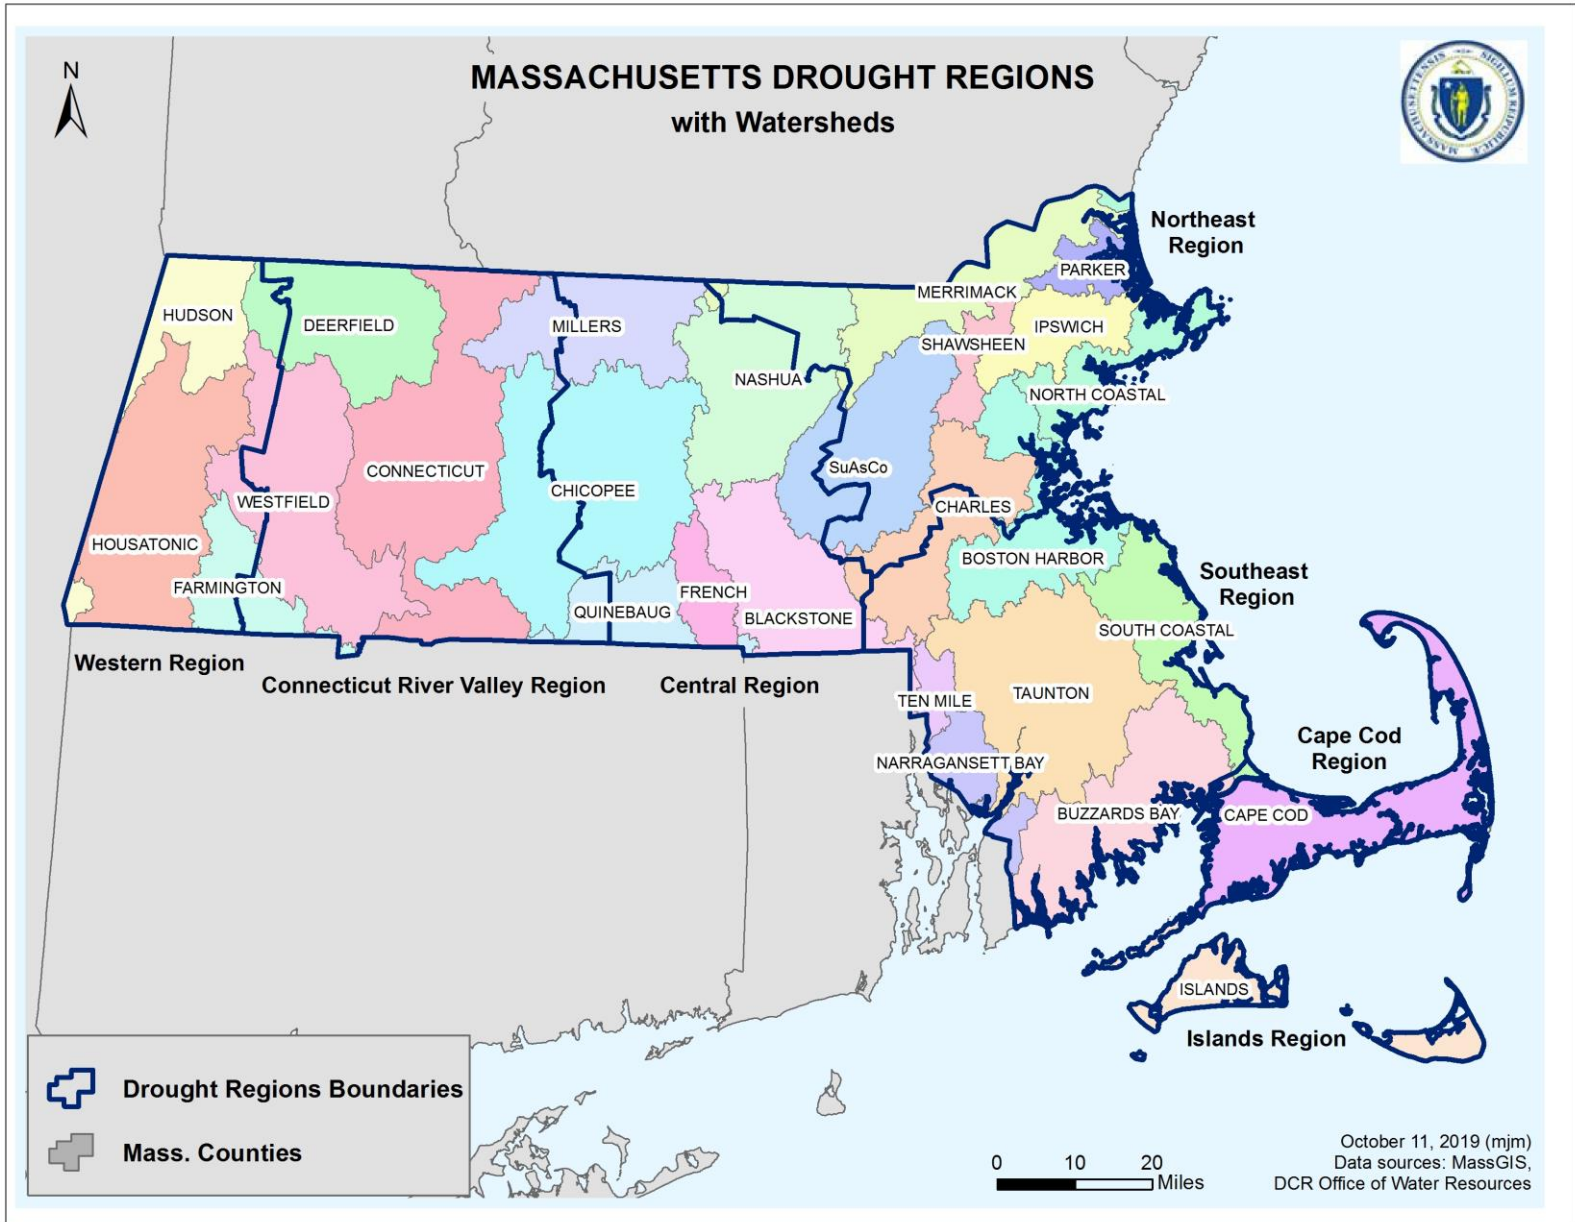 N
MASSACHUSETTS DROUGHT REGIONS
with Watersheds
SIGILLUM REIPUBLICÆ MASSACHUSETTENSIS
Northeast
Region
PARKER
MERRIMACK
HUDSON
DEERFIELD
MILLERS
IPSWICH
SHAWSHEEN
NASHUA
NORTH COASTAL
CONNECTICUT
SuAsCo
CHICOPEE
WESTFIELD
CHARLES
HOUSATONIC
BOSTON HARBOR
Southeast
Region
FARMINGTON
FRENCH
QUINEBAUG
BLACKSTONE
SOUTH COASTAL
Western Region
Connecticut River Valley Region
Central Region
TEN MILE
TAUNTON
Cape Cod
Region
NARRAGANSETT BAY
BUZZARDS BAY
CAPE COD
ISLANDS
Islands Region
Drought Regions Boundaries
Mass. Counties
0 10 20
Miles
October 11, 2019 (mjm)
Data sources: MassGIS,
DCR Office of Water Resources